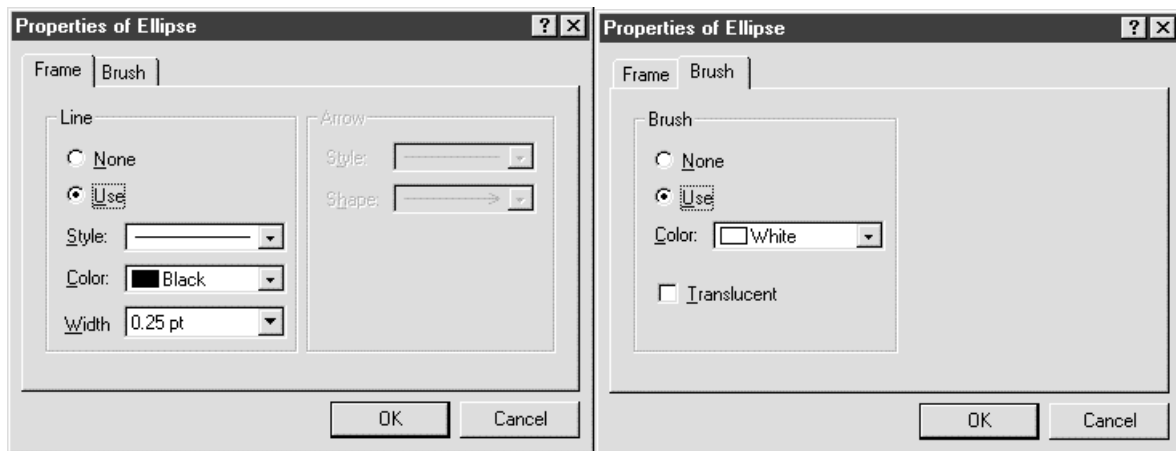 Properties of Ellipse
Frame Brush
Line
None
Use
Style:
Color: Black
Width 0.25 pt
Arrow
Style:
Shape:
OK Cancel
Properties of Ellipse
Frame Brush
Brush
None
Use
Color: White
Translucent
OK Cancel